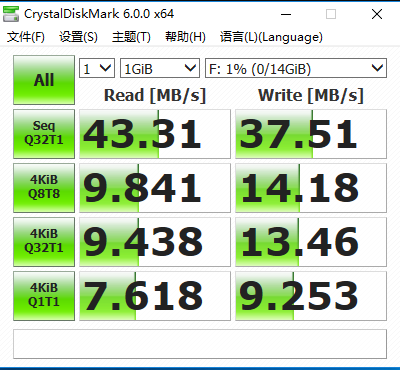 CrystalDiskMark 6.0.0 x64
文件(F) 设置(S) 主题(T) 帮助(H) 语言(L)(Language)
All 1 1GiB F: 1% (0/14GiB)
Read [MB/s] Write [MB/s]
Seq
Q32T1 43.31 37.51
4KiB
Q8T8 9.841 14.18
4KiB
Q32T1 9.438 13.46
4KiB
Q1T1 7.618 9.253